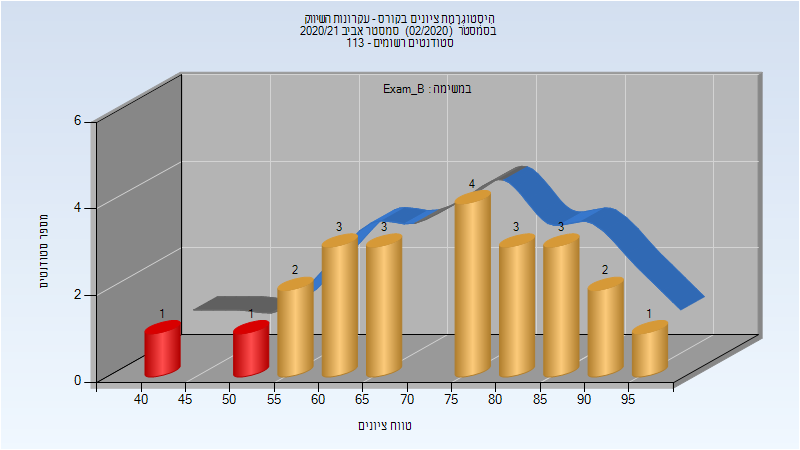 היסטוגרמת ציונים בקורס - עקרונות השיווק
בסמסטר (02/2020) סמסטר אביב 2020/21
סטודנטים רשומים - 113
במשימה : Exam_B
מספר סטודנטים
6
4
2
0
1
1
2
3
3
4
3
3
2
1
40 45 50 55 60 65 70 75 80 85 90 95
טווח ציונים